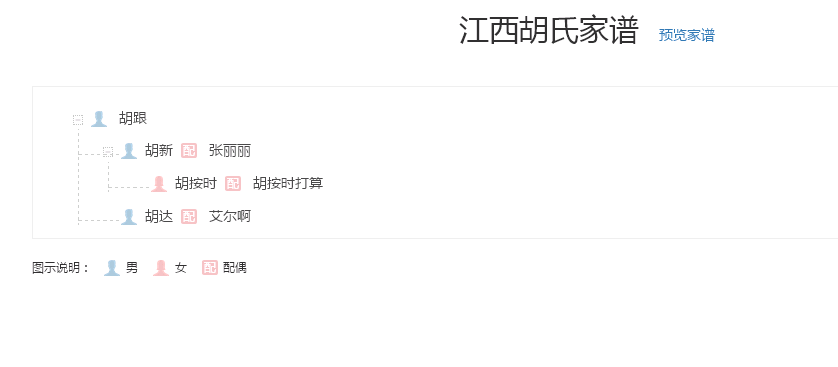 江西胡氏家谱 预览家谱
胡跟
胡新 配 张丽丽
胡按时 配 胡按时打算
胡达 配 艾尔啊
图示说明： 男 女 配 配偶